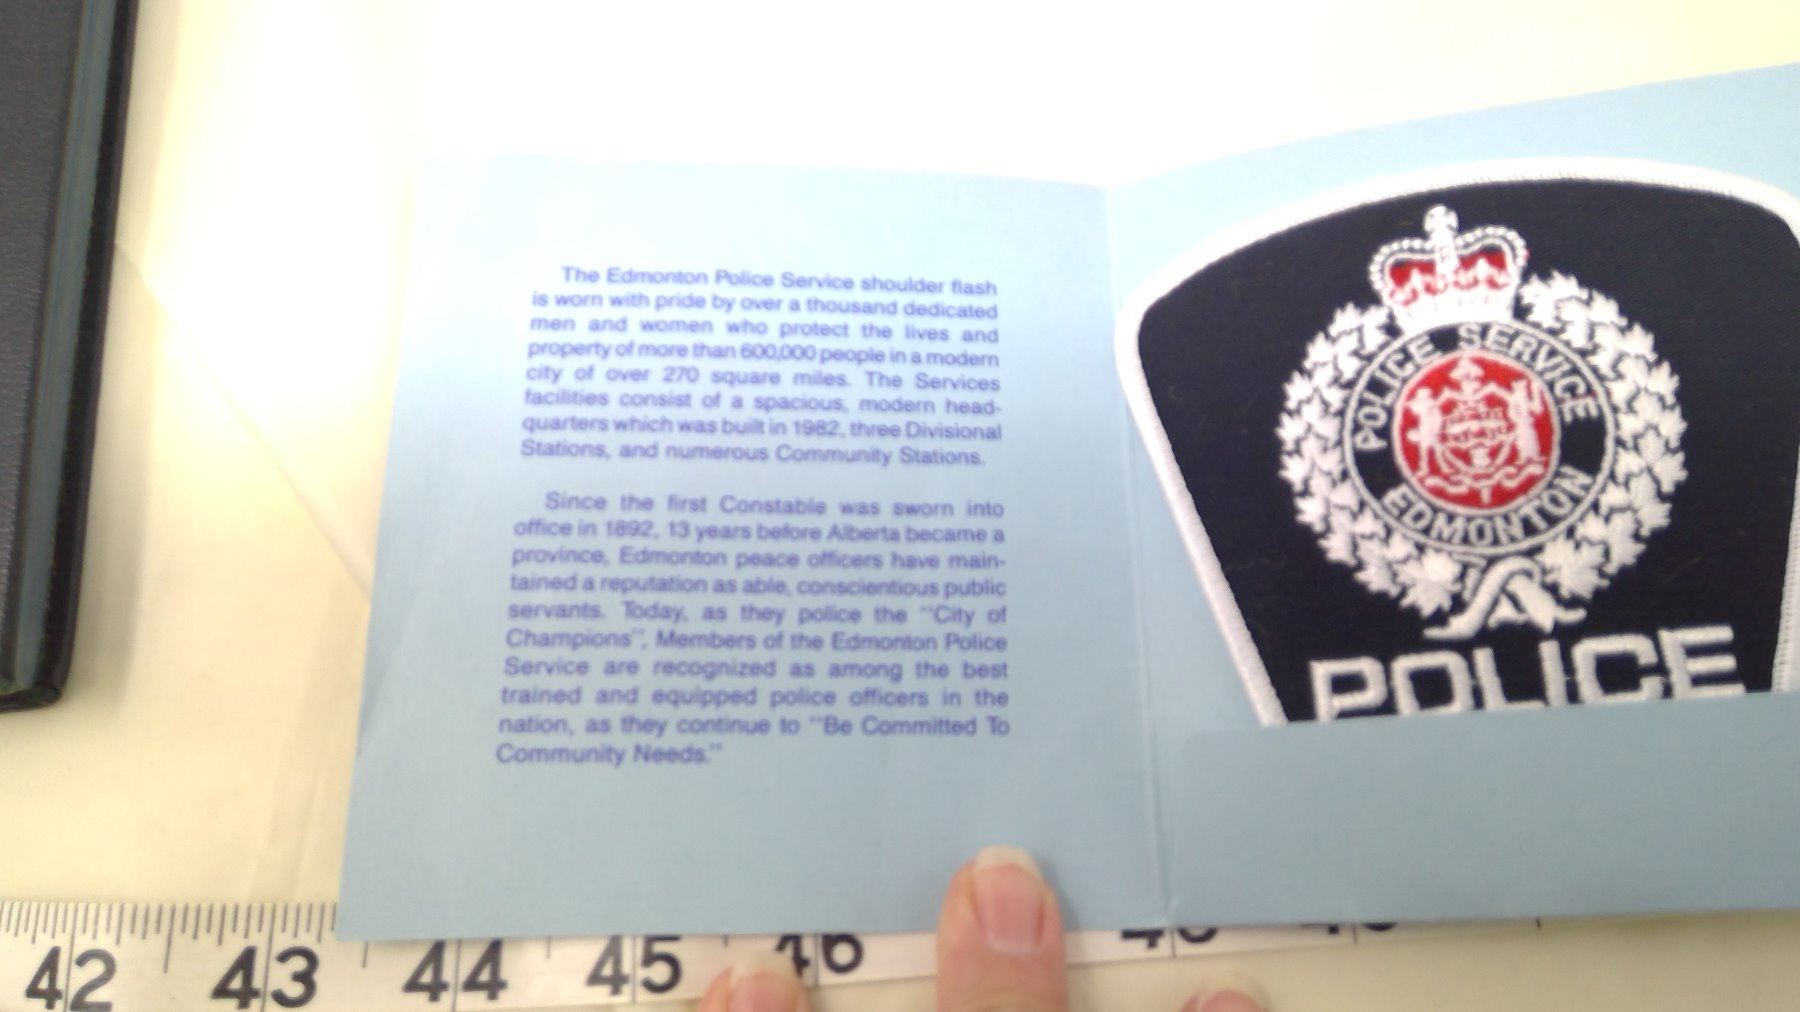 The Edmonton Police Service shoulder flash
is worn with pride by over a thousand dedicated
men and women who protect the lives and
property of more than 600,000 people in a modern
city of over 270 square miles. The Services
facilities consist of a spacious, modern head-
quarters which was built in 1982, three Divisional
Stations, and numerous Community Stations.
Since the first Constable was sworn into
office in 1892, 13 years before Alberta became a
province, Edmonton peace officers have main-
tained a reputation as able, conscientious public
servants. Today, as they police the "City of
Champions", Members of the Edmonton Police
Service are recognized as among the best
trained and equipped police officers in the
nation, as they continue to "Be Committed To
Community Needs."
POLICE SERVICE
EDMONTON
POLICE
42 43 44 45 46